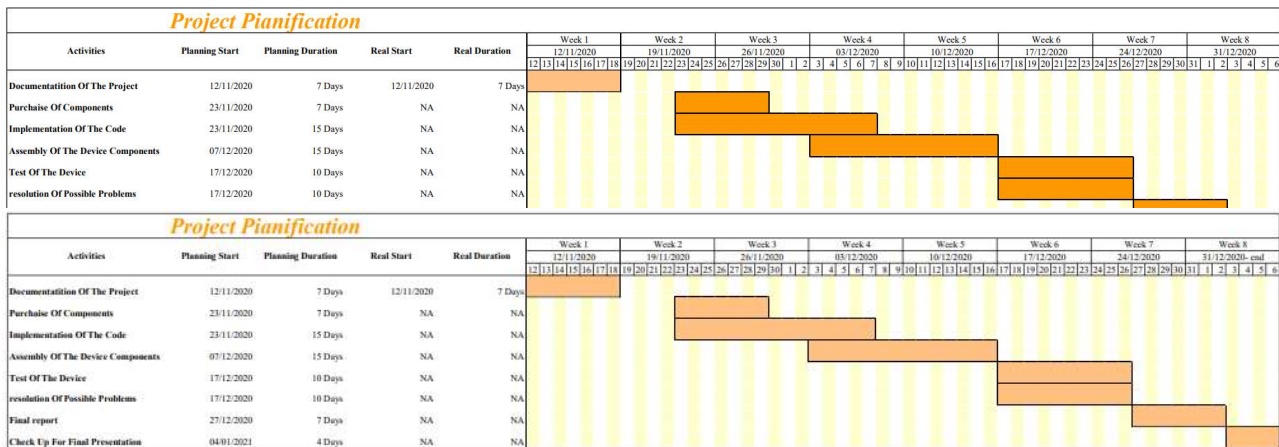 Project Pianification
Week 1 Week 2 Week 3 Week 4 Week 5 Week 6 Week 7 Week 8
Activities Planning Start Planning Duration Real Start Real Duration 12/11/2020 19/11/2020 26/11/2020 03/12/2020 10/12/2020 17/12/2020 24/12/2020 31/12/2020
12 13 14 15 16 17 18 19 20 21 22 23 24 25 26 27 28 29 30 1 2 3 4 5 6 7 8 9 10 11 12 13 14 15 16 17 18 19 20 21 22 23 24 25 26 27 28 29 30 31 1 2 3 4 5 6
Documentatition Of The Project 12/11/2020 7 Days 12/11/2020 7 Days
Purchaise Of Components 23/11/2020 7 Days NA NA
Implementation Of The Code 23/11/2020 15 Days NA NA
Assembly Of The Device Components 07/12/2020 15 Days NA NA
Test Of The Device 17/12/2020 10 Days NA NA
resolution Of Possible Problems 17/12/2020 10 Days NA NA
Project Pianification
Week 1 Week 2 Week 3 Week 4 Week 5 Week 6 Week 7 Week 8
Activities Planning Start Planning Duration Real Start Real Duration 12/11/2020 19/11/2020 26/11/2020 03/12/2020 10/12/2020 17/12/2020 24/12/2020 31/12/2020- end
12 13 14 15 16 17 18 19 20 21 22 23 24 25 26 27 28 29 30 1 2 3 4 5 6 7 8 9 10 11 12 13 14 15 16 17 18 19 20 21 22 23 24 25 26 27 28 29 30 31 1 2 3 4 5 6
Documentatition Of The Project 12/11/2020 7 Days 12/11/2020 7 Days
Purchaise Of Components 23/11/2020 7 Days NA NA
Implementation Of The Code 23/11/2020 15 Days NA NA
Assembly Of The Device Components 07/12/2020 15 Days NA NA
Test Of The Device 17/12/2020 10 Days NA NA
resolution Of Possible Problems 17/12/2020 10 Days NA NA
Final report 27/12/2020 7 Days NA NA
Check Up For Final Presentation 04/01/2021 4 Days NA NA